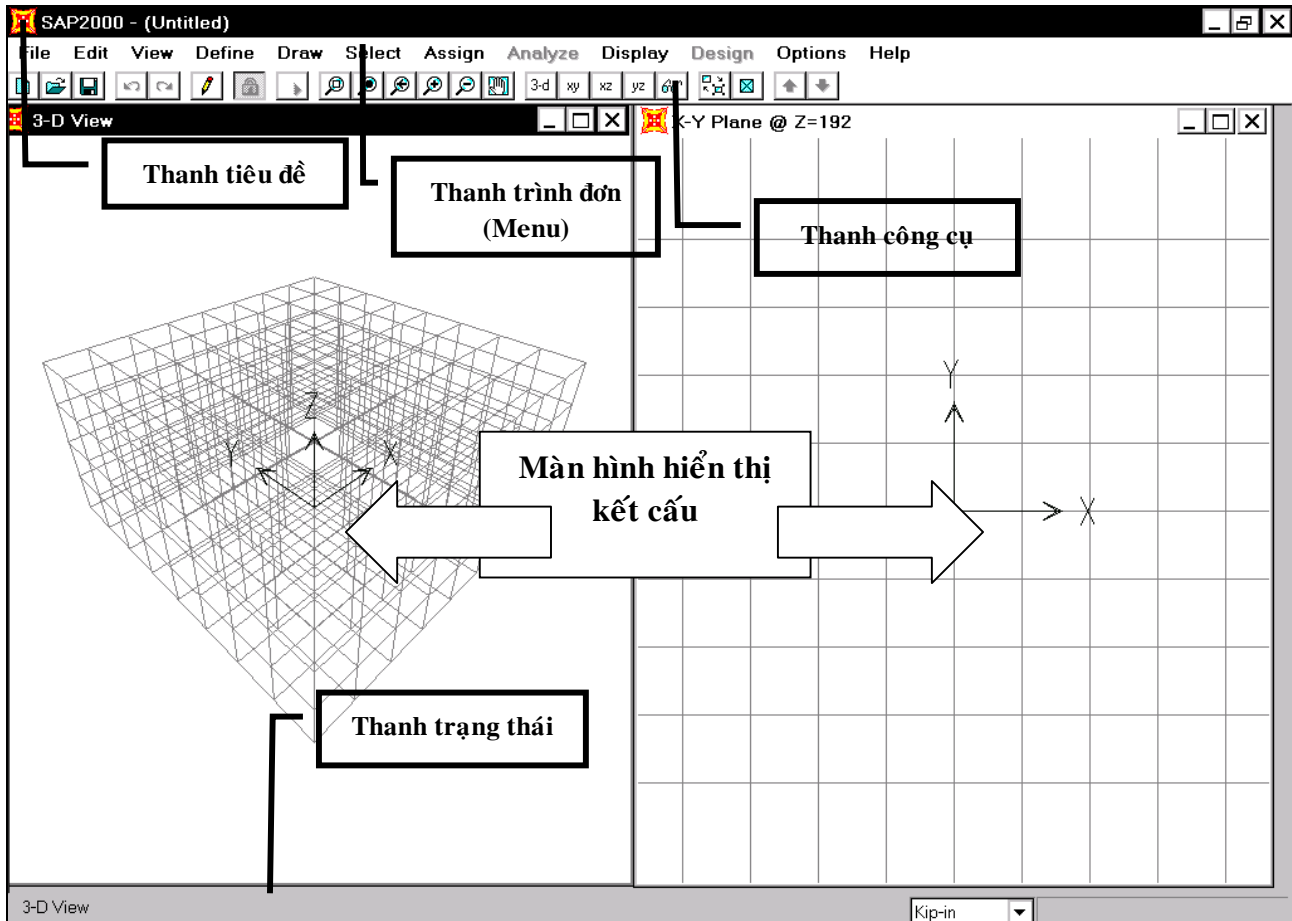 SAP2000 - (Untitled)
File Edit View Define Draw Select Assign Analyze Display Design Options Help
3-d xy xz yz
3-D View
X-Y Plane @ Z=192
Thanh tiêu đề
Thanh trình đơn
(Menu)
Thanh công cụ
Z
Y
X
Y
X
Màn hình hiển thị
kết cấu
Thanh trạng thái
3-D View
Kip-in